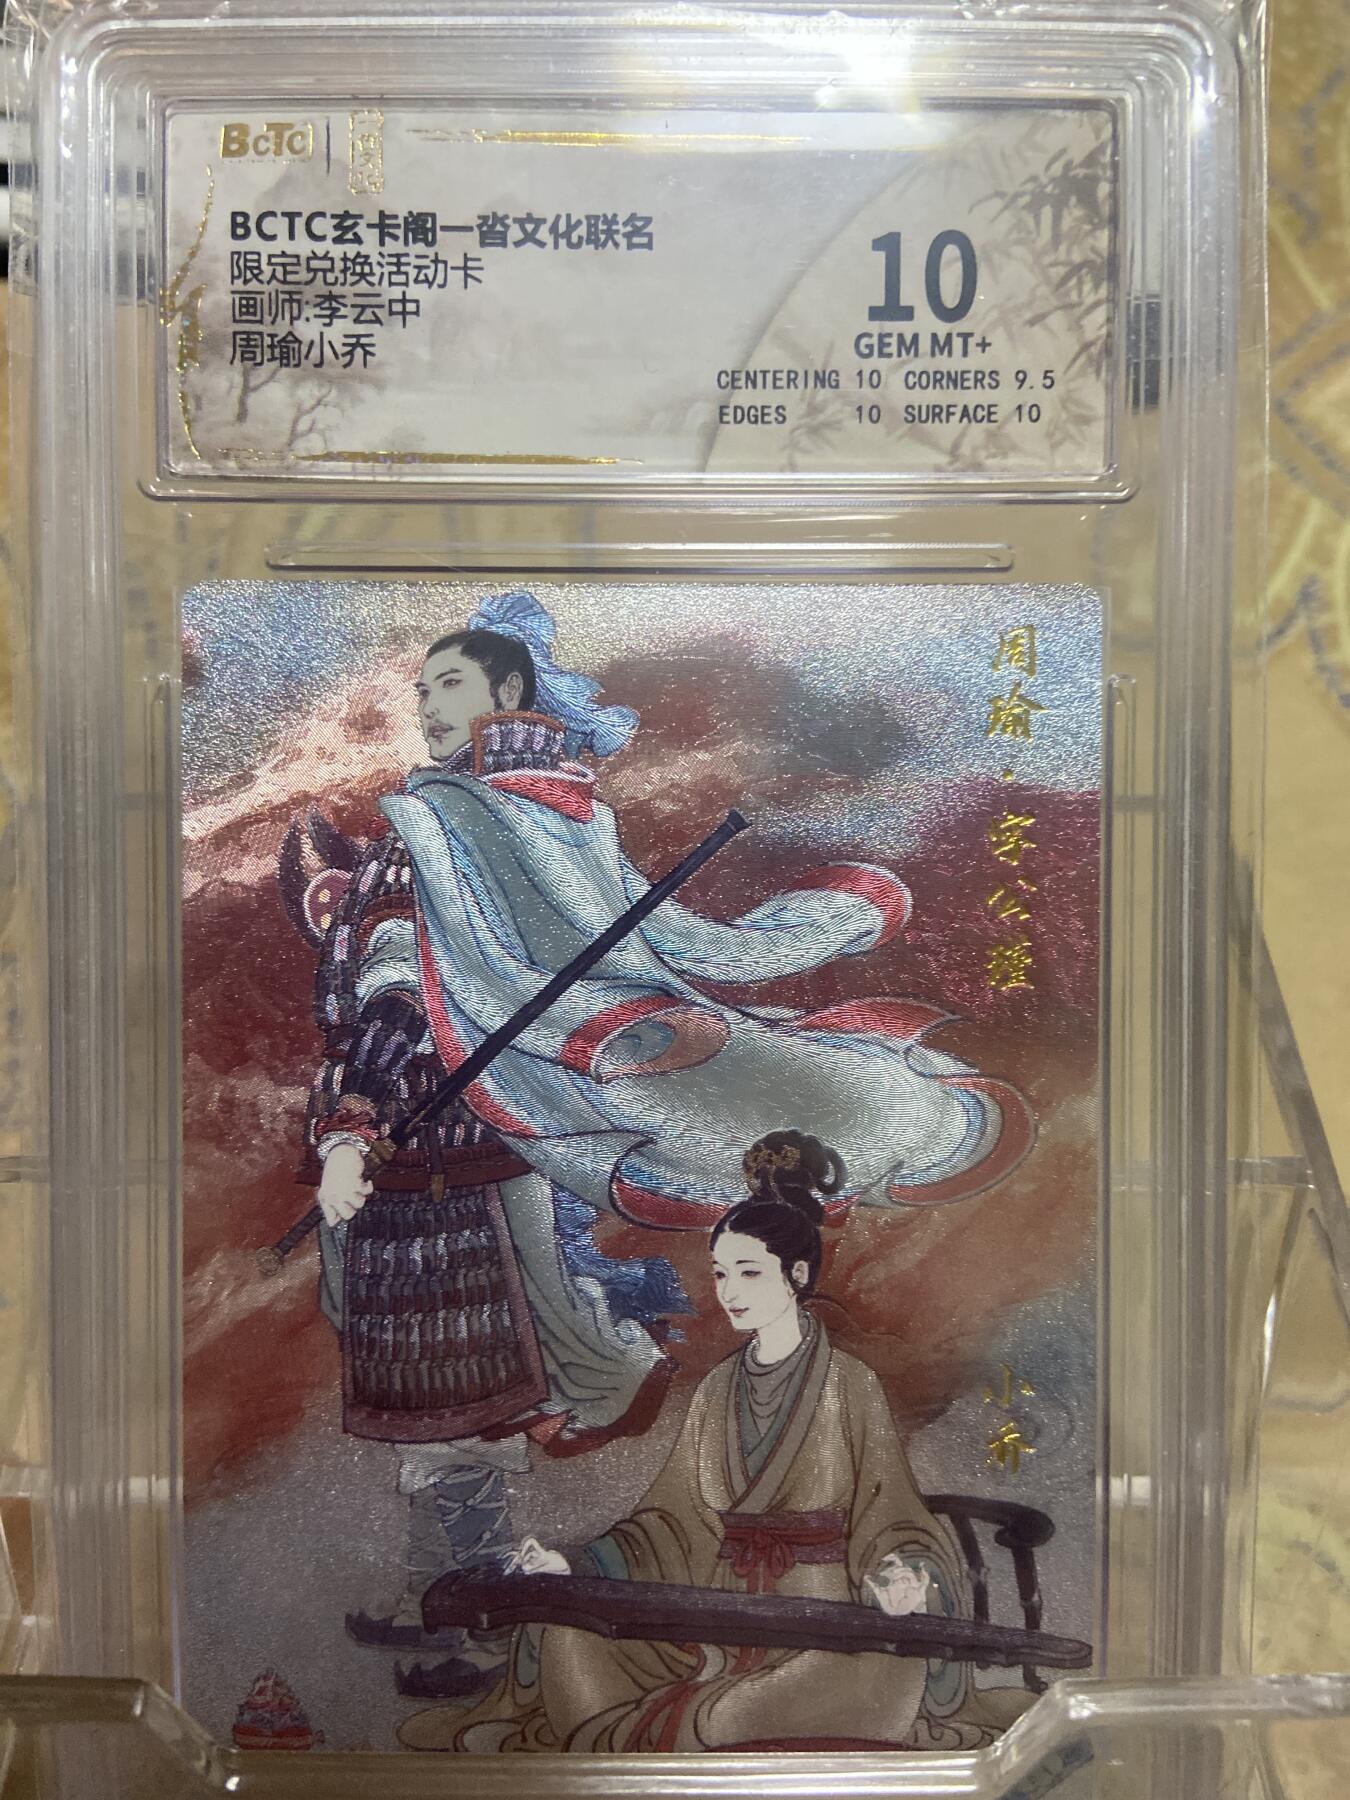 BCTC
BCTC玄卡阁一沓文化联名
限定兑换活动卡
画师:李云中
周瑜小乔
10
GEM MT+
CENTERING 10 CORNERS 9.5
EDGES 10 SURFACE 10
周瑜·字公瑾
小乔